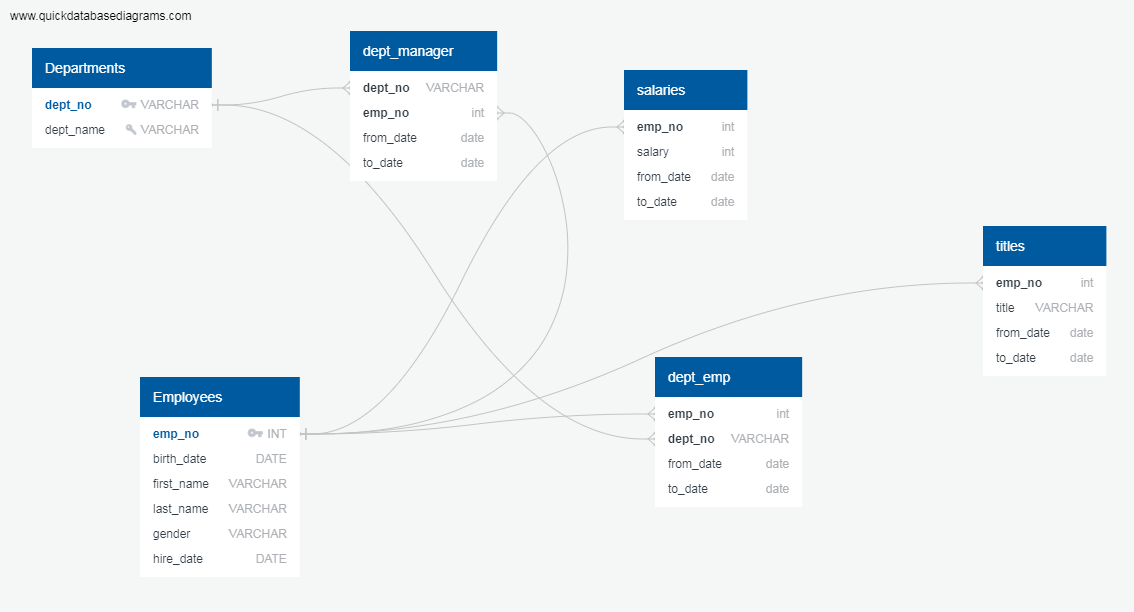 www.quickdatabasediagrams.com
Departments
dept_no VARCHAR
dept_name VARCHAR
dept_manager
dept_no VARCHAR
emp_no int
from_date date
to_date date
salaries
emp_no int
salary int
from_date date
to_date date
titles
emp_no int
title VARCHAR
from_date date
to_date date
Employees
emp_no INT
birth_date DATE
first_name VARCHAR
last_name VARCHAR
gender VARCHAR
hire_date DATE
dept_emp
emp_no int
dept_no VARCHAR
from_date date
to_date date